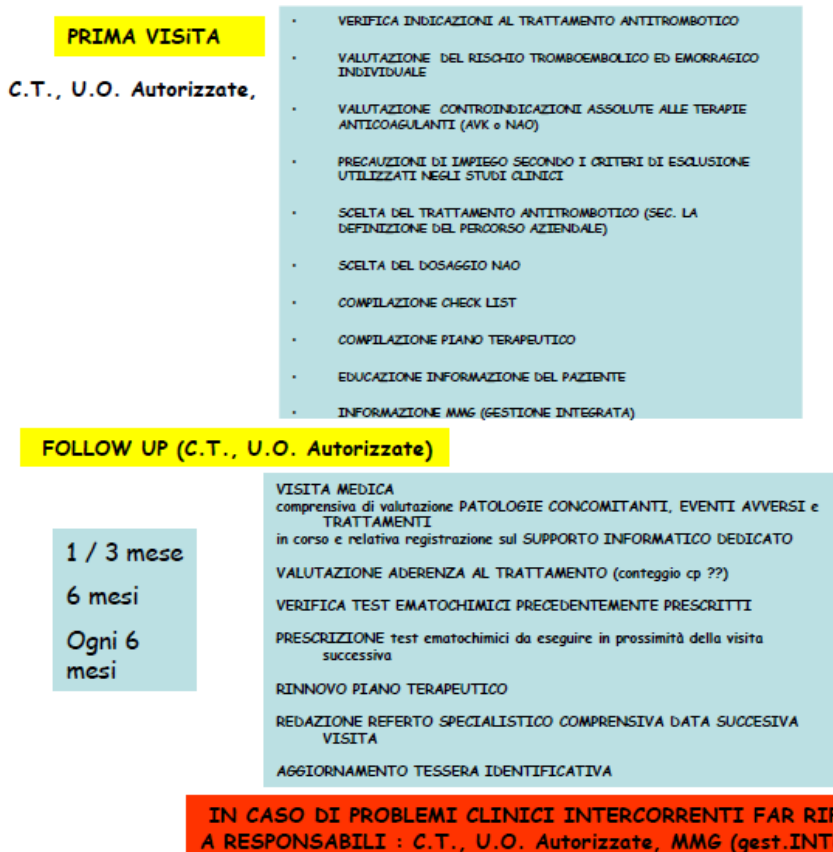 PRIMA VISiTA
C.T., U.O. Autorizzate,
· VERIFICA INDICAZIONI AL TRATTAMENTO ANTITROMBOTICO
· VALUTAZIONE DEL RISCHIO TROMBOEMBOLICO ED EMORRAGICO
INDIVIDUALE
· VALUTAZIONE CONTROINDICAZIONI ASSOLUTE ALLE TERAPIE
ANTICOAGULANTI (AVK o NAO)
· PRECAUZIONI DI IMPIEGO SECONDO I CRITERI DI ESCLUSIONE
UTILIZZATI NEGLI STUDI CLINICI
· SCELTA DEL TRATTAMENTO ANTITROMBOTICO (SEC. LA
DEFINIZIONE DEL PERCORSO AZIENDALE)
· SCELTA DEL DOSAGGIO NAO
· COMPILAZIONE CHECK LIST
· COMPILAZIONE PIANO TERAPEUTICO
· EDUCAZIONE INFORMAZIONE DEL PAZIENTE
· INFORMAZIONE MMG (GESTIONE INTEGRATA)
FOLLOW UP (C.T., U.O. Autorizzate)
1 / 3 mese
6 mesi
Ogni 6
mesi
VISITA MEDICA
comprensiva di valutazione PATOLOGIE CONCOMITANTI, EVENTI AVVERSI e
TRATTAMENTI
in corso e relativa registrazione sul SUPPORTO INFORMATICO DEDICATO
VALUTAZIONE ADERENZA AL TRATTAMENTO (conteggio cp ??)
VERIFICA TEST EMATOCHIMICI PRECEDENTEMENTE PRESCRITTI
PRESCRIZIONE test ematochimici da eseguire in prossimità della visita
successiva
RINNOVO PIANO TERAPEUTICO
REDAZIONE REFERTO SPECIALISTICO COMPRENSIVA DATA SUCCESIVA
VISITA
AGGIORNAMENTO TESSERA IDENTIFICATIVA
IN CASO DI PROBLEMI CLINICI INTERCORRENTI FAR
A RESPONSABILI : C.T., U.O. Autorizzate, MMG (gest.INT